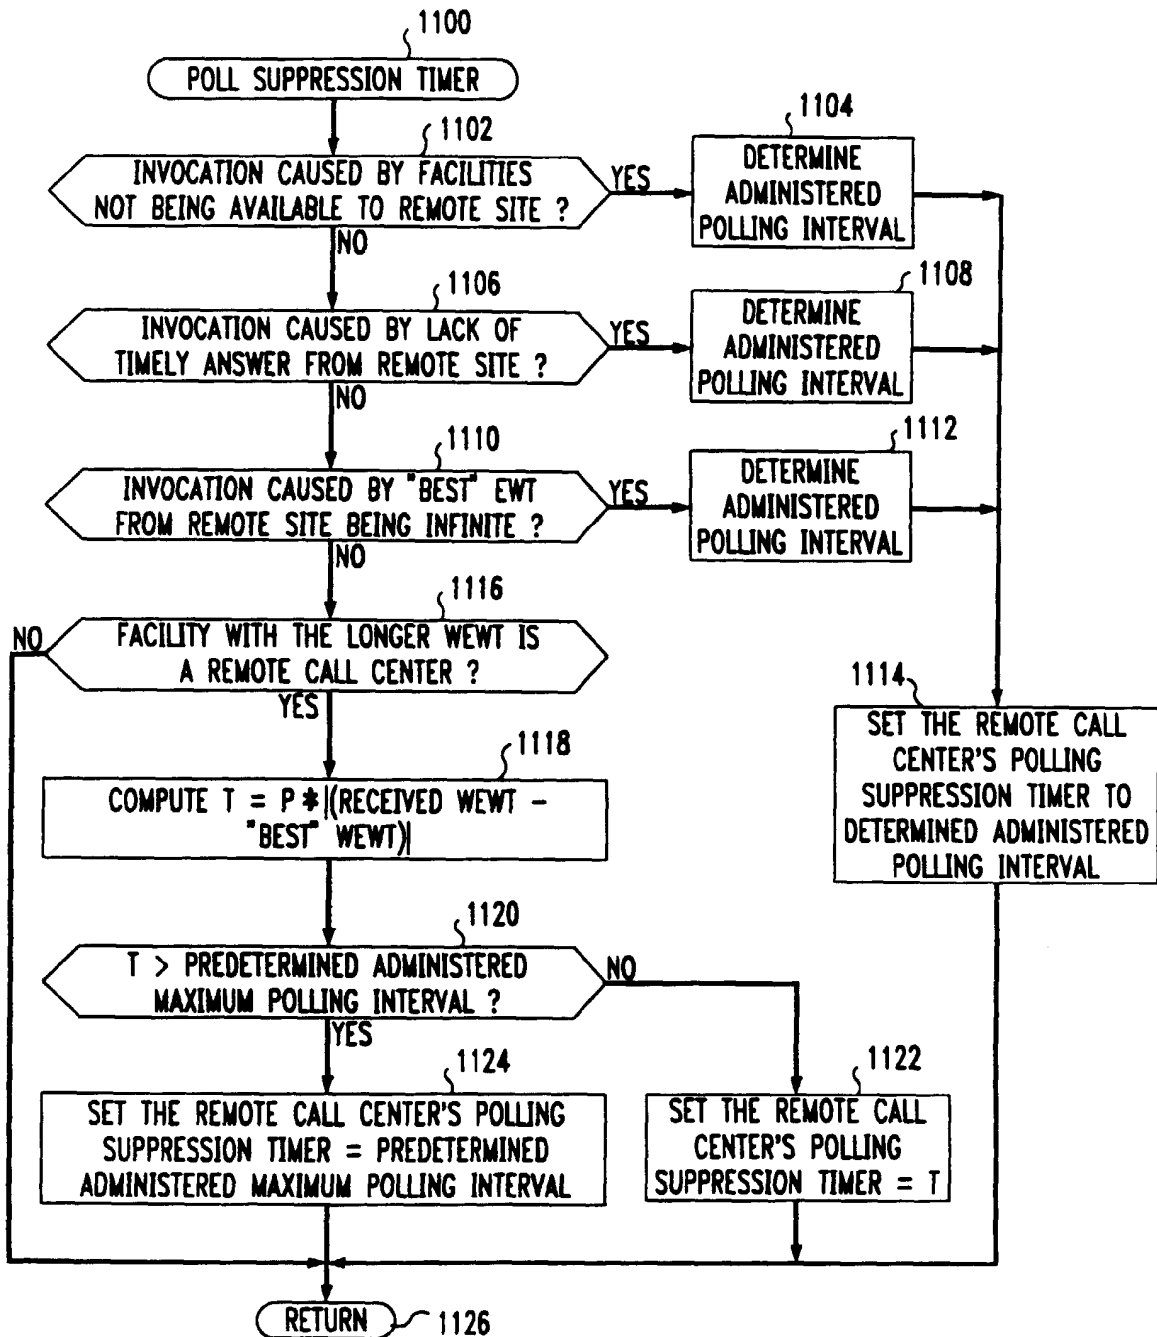 1100
POLL SUPPRESSION TIMER
1102
INVOCATION CAUSED BY FACILITIES
NOT BEING AVAILABLE TO REMOTE SITE ?
YES
NO
1104
DETERMINE
ADMINISTERED
POLLING INTERVAL
1106
INVOCATION CAUSED BY LACK OF
TIMELY ANSWER FROM REMOTE SITE ?
YES
NO
1108
DETERMINE
ADMINISTERED
POLLING INTERVAL
1110
INVOCATION CAUSED BY "BEST" EWT
FROM REMOTE SITE BEING INFINITE ?
YES
NO
1112
DETERMINE
ADMINISTERED
POLLING INTERVAL
1116
FACILITY WITH THE LONGER WEWT IS
A REMOTE CALL CENTER ?
NO
YES
1114
SET THE REMOTE CALL
CENTER'S POLLING
SUPPRESSION TIMER TO
DETERMINED ADMINISTERED
POLLING INTERVAL
1118
COMPUTE T = P * |(RECEIVED WEWT -
"BEST" WEWT)|
1120
T > PREDETERMINED ADMINISTERED
MAXIMUM POLLING INTERVAL ?
NO
YES
1124
SET THE REMOTE CALL CENTER'S POLLING
SUPPRESSION TIMER = PREDETERMINED
ADMINISTERED MAXIMUM POLLING INTERVAL
1122
SET THE REMOTE CALL
CENTER'S POLLING
SUPPRESSION TIMER = T
RETURN
1126